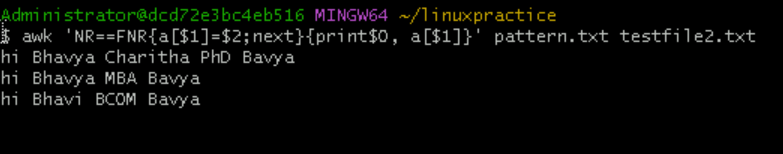 Administrator@dcd72e3bc4eb516 MINGW64 ~/linuxpractice
$ awk 'NR==FNR{a[$1]=$2;next}{print$0, a[$1]}' pattern.txt testfile2.txt
hi Bhavya Charitha PhD Bavya
hi Bhavya MBA Bavya
hi Bhavi BCOM Bavya